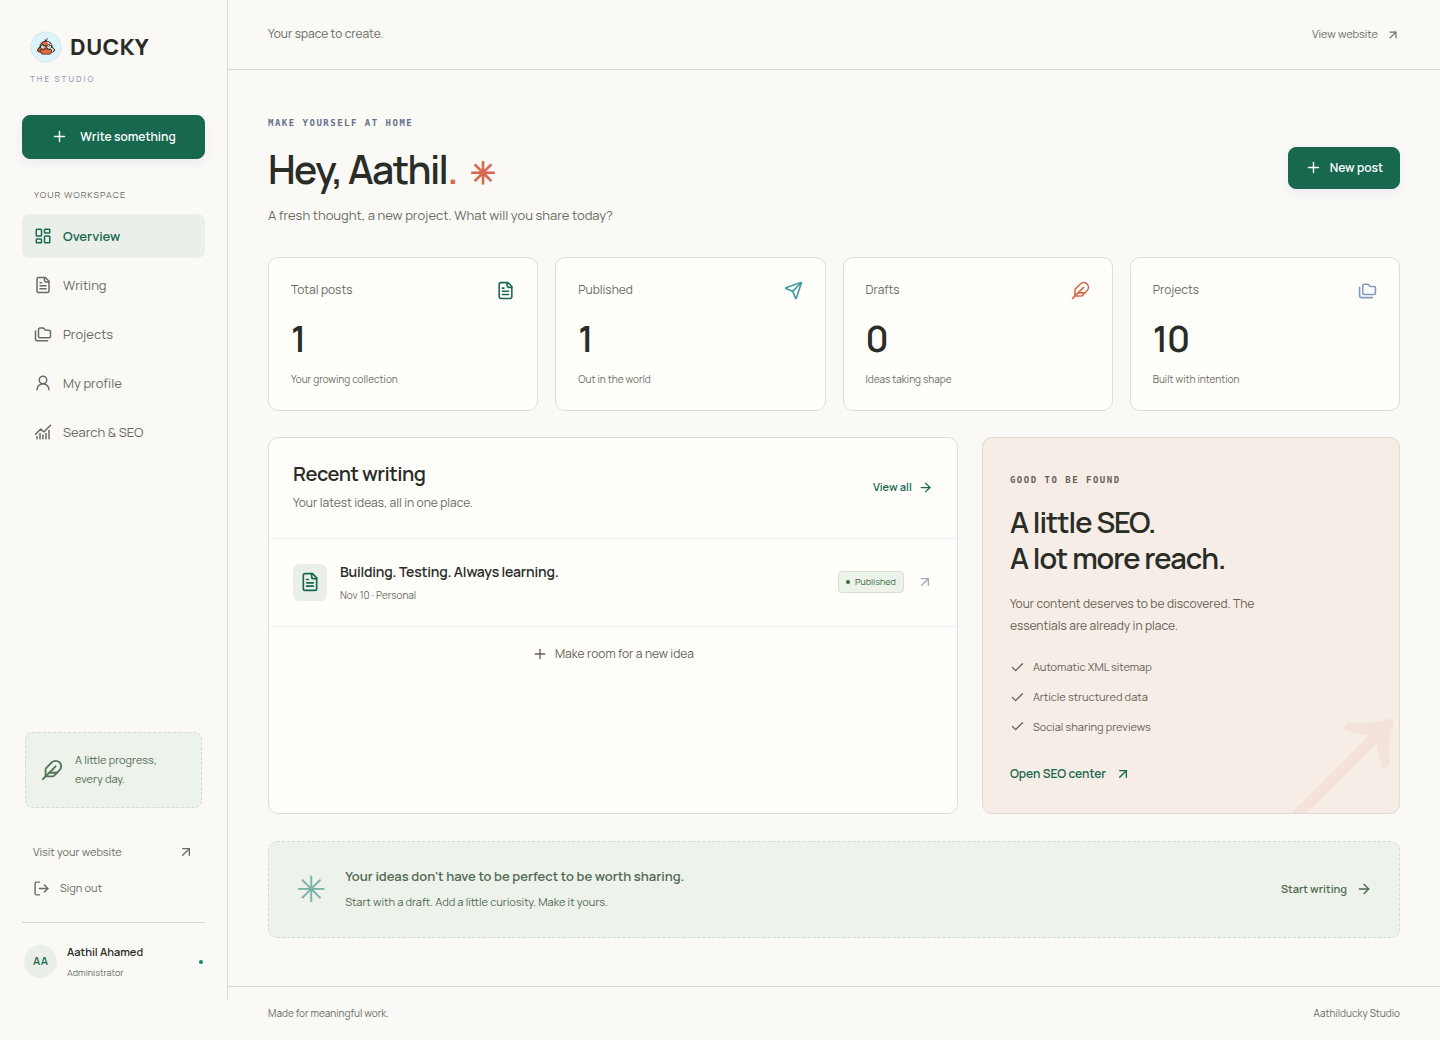 DUCKY
THE STUDIO
Write something
YOUR WORKSPACE
Overview
Writing
Projects
My profile
Search & SEO
A little progress,
every day.
Visit your website
Sign out
AA
Aathil Ahamed
Administrator
Your space to create.
View website
MAKE YOURSELF AT HOME
Hey, Aathil.
A fresh thought, a new project. What will you share today?
New post
Total posts
1
Your growing collection
Published
1
Out in the world
Drafts
0
Ideas taking shape
Projects
10
Built with intention
Recent writing
Your latest ideas, all in one place.
View all
Building. Testing. Always learning.
Nov 10 · Personal
Published
Make room for a new idea
GOOD TO BE FOUND
A little SEO.
A lot more reach.
Your content deserves to be discovered. The
essentials are already in place.
Automatic XML sitemap
Article structured data
Social sharing previews
Open SEO center
Your ideas don't have to be perfect to be worth sharing.
Start with a draft. Add a little curiosity. Make it yours.
Start writing
Made for meaningful work.
Aathilducky Studio